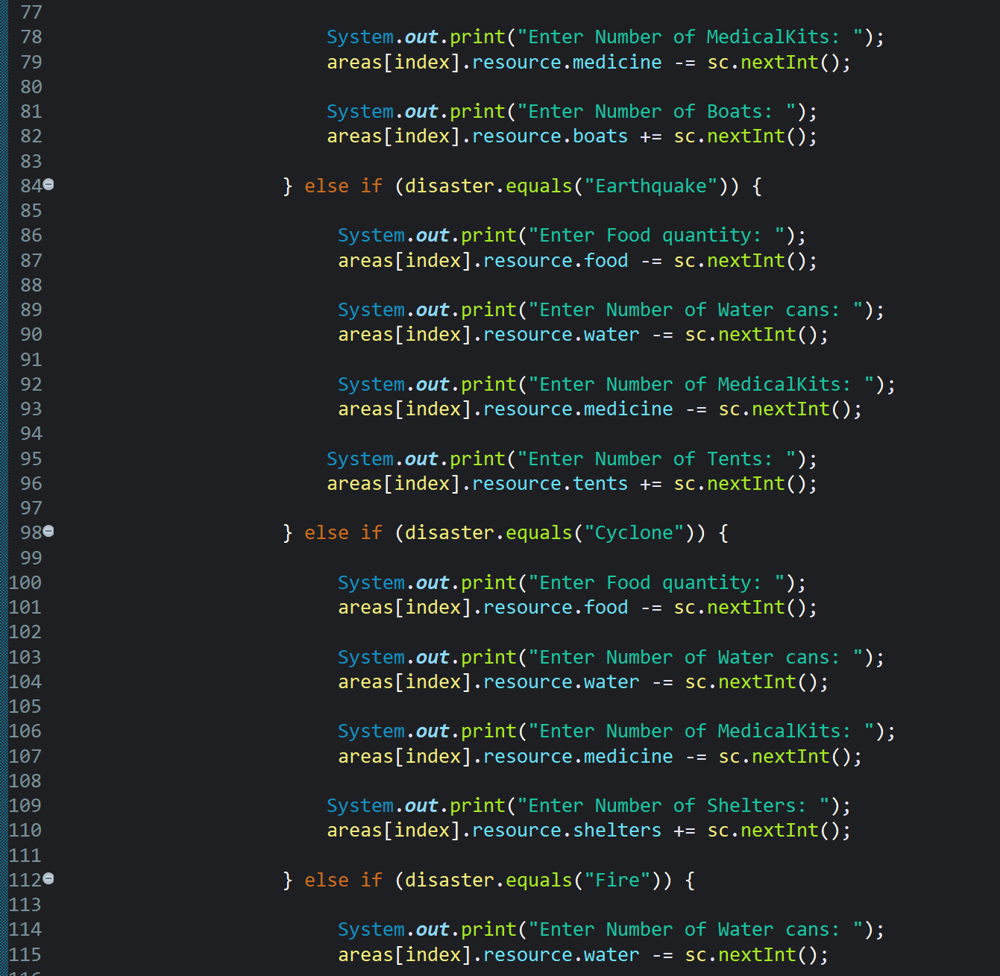 77
78 System.out.print("Enter Number of MedicalKits: ");
79 areas[index].resource.medicine -= sc.nextInt();
80
81 System.out.print("Enter Number of Boats: ");
82 areas[index].resource.boats += sc.nextInt();
83
84 } else if (disaster.equals("Earthquake")) {
85
86 System.out.print("Enter Food quantity: ");
87 areas[index].resource.food -= sc.nextInt();
88
89 System.out.print("Enter Number of Water cans: ");
90 areas[index].resource.water -= sc.nextInt();
91
92 System.out.print("Enter Number of MedicalKits: ");
93 areas[index].resource.medicine -= sc.nextInt();
94
95 System.out.print("Enter Number of Tents: ");
96 areas[index].resource.tents += sc.nextInt();
97
98 } else if (disaster.equals("Cyclone")) {
99
100 System.out.print("Enter Food quantity: ");
101 areas[index].resource.food -= sc.nextInt();
102
103 System.out.print("Enter Number of Water cans: ");
104 areas[index].resource.water -= sc.nextInt();
105
106 System.out.print("Enter Number of MedicalKits: ");
107 areas[index].resource.medicine -= sc.nextInt();
108
109 System.out.print("Enter Number of Shelters: ");
110 areas[index].resource.shelters += sc.nextInt();
111
112 } else if (disaster.equals("Fire")) {
113
114 System.out.print("Enter Number of Water cans: ");
115 areas[index].resource.water -= sc.nextInt();